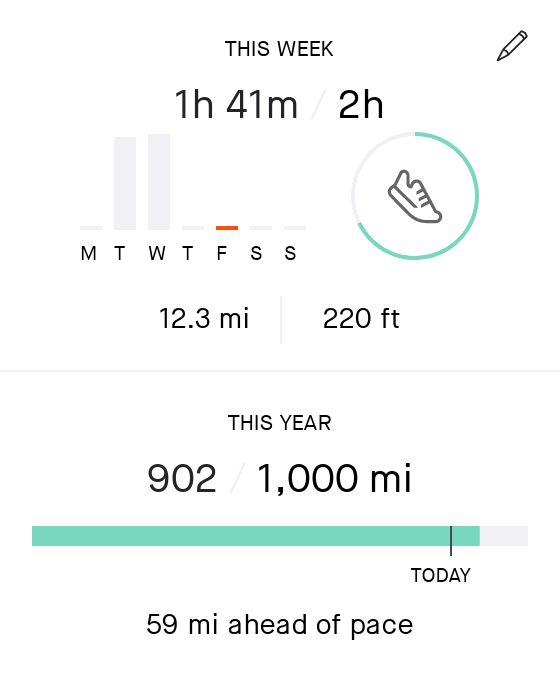 THIS WEEK
1h 41m / 2h
M T W T F S S
12.3 mi 220 ft
THIS YEAR
902 / 1,000 mi
TODAY
59 mi ahead of pace